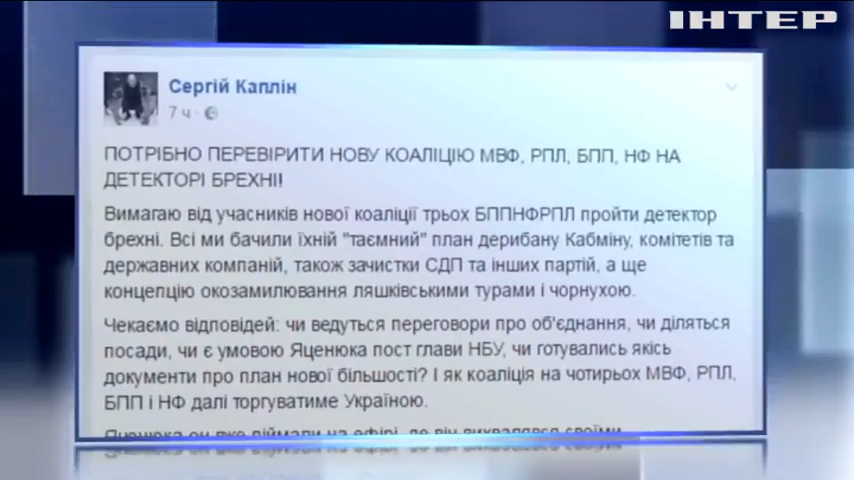 ІНТЕР
Сергій Каплін
7 ч ·
ПОТРІБНО ПЕРЕВІРИТИ НОВУ КОАЛІЦІЮ МВФ, РПЛ, БПП, НФ НА
ДЕТЕКТОРІ БРЕХНІ!
Вимагаю від учасників нової коаліції трьох БППНФРПЛ пройти детектор
брехні. Всі ми бачили їхній "таємний" план дерибану Кабміну, комітетів та
державних компаній, також зачистки СДП та інших партій, а ще
концепцію окозамилювання ляшківськими турами і чорнухою.
Чекаємо відповідей: чи ведуться переговори про об'єднання, чи діляться
посади, чи є умовою Яценюка пост глави НБУ, чи готувались якісь
документи про план нової більшості? І як коаліція на чотирьох МВФ, РПЛ,
БПП і НФ далі торгуватиме Україною.